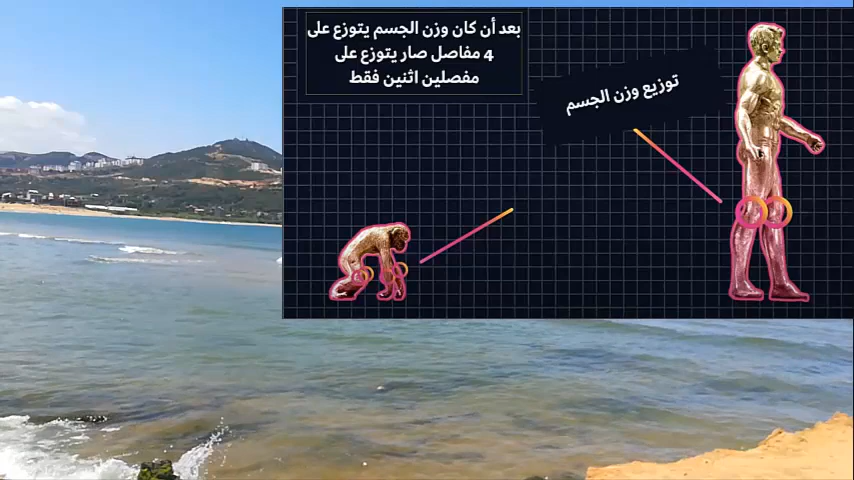 بعد أن كان وزن الجسم يتوزع على
4 مفاصل صار يتوزع على
مفصلين اثنين فقط
توزيع وزن الجسم